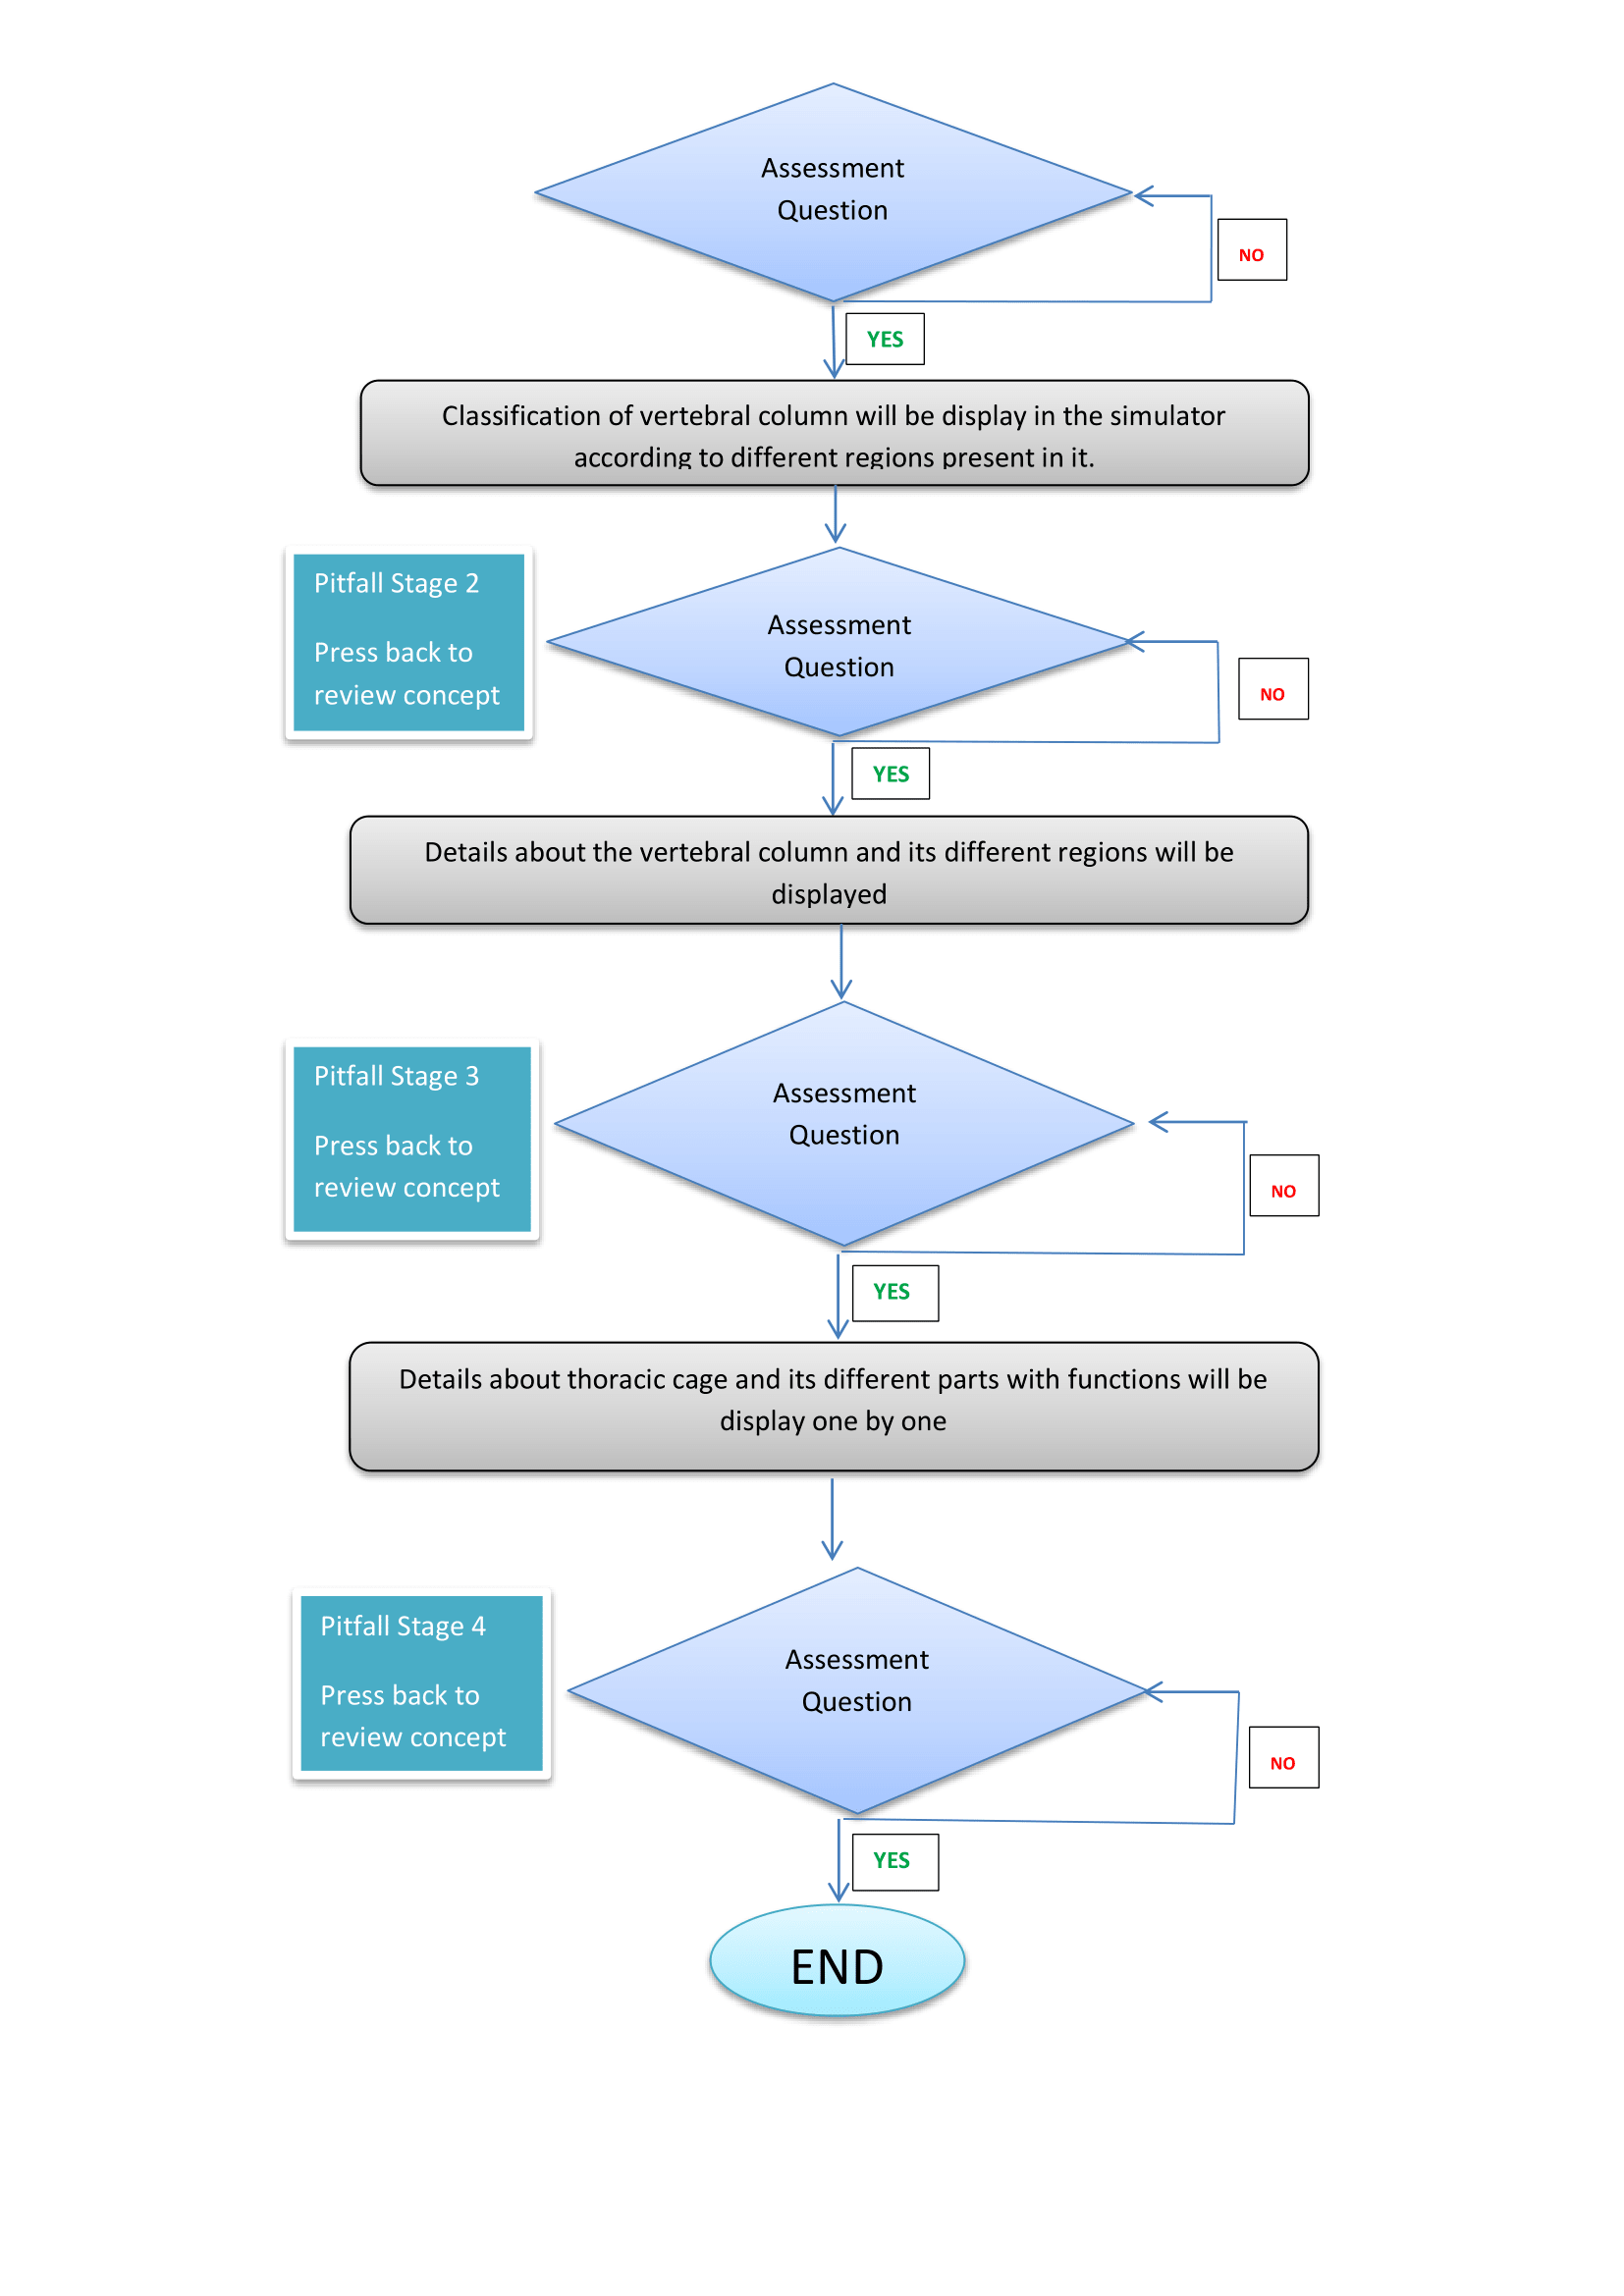 Assessment
Question
NO
YES
Classification of vertebral column will be display in the simulator
according to different regions present in it.
Pitfall Stage 2
Press back to
review concept
Assessment
Question
NO
YES
Details about the vertebral column and its different regions will be
displayed
Pitfall Stage 3
Press back to
review concept
Assessment
Question
NO
YES
Details about thoracic cage and its different parts with functions will be
display one by one
Pitfall Stage 4
Press back to
review concept
Assessment
Question
NO
YES
END